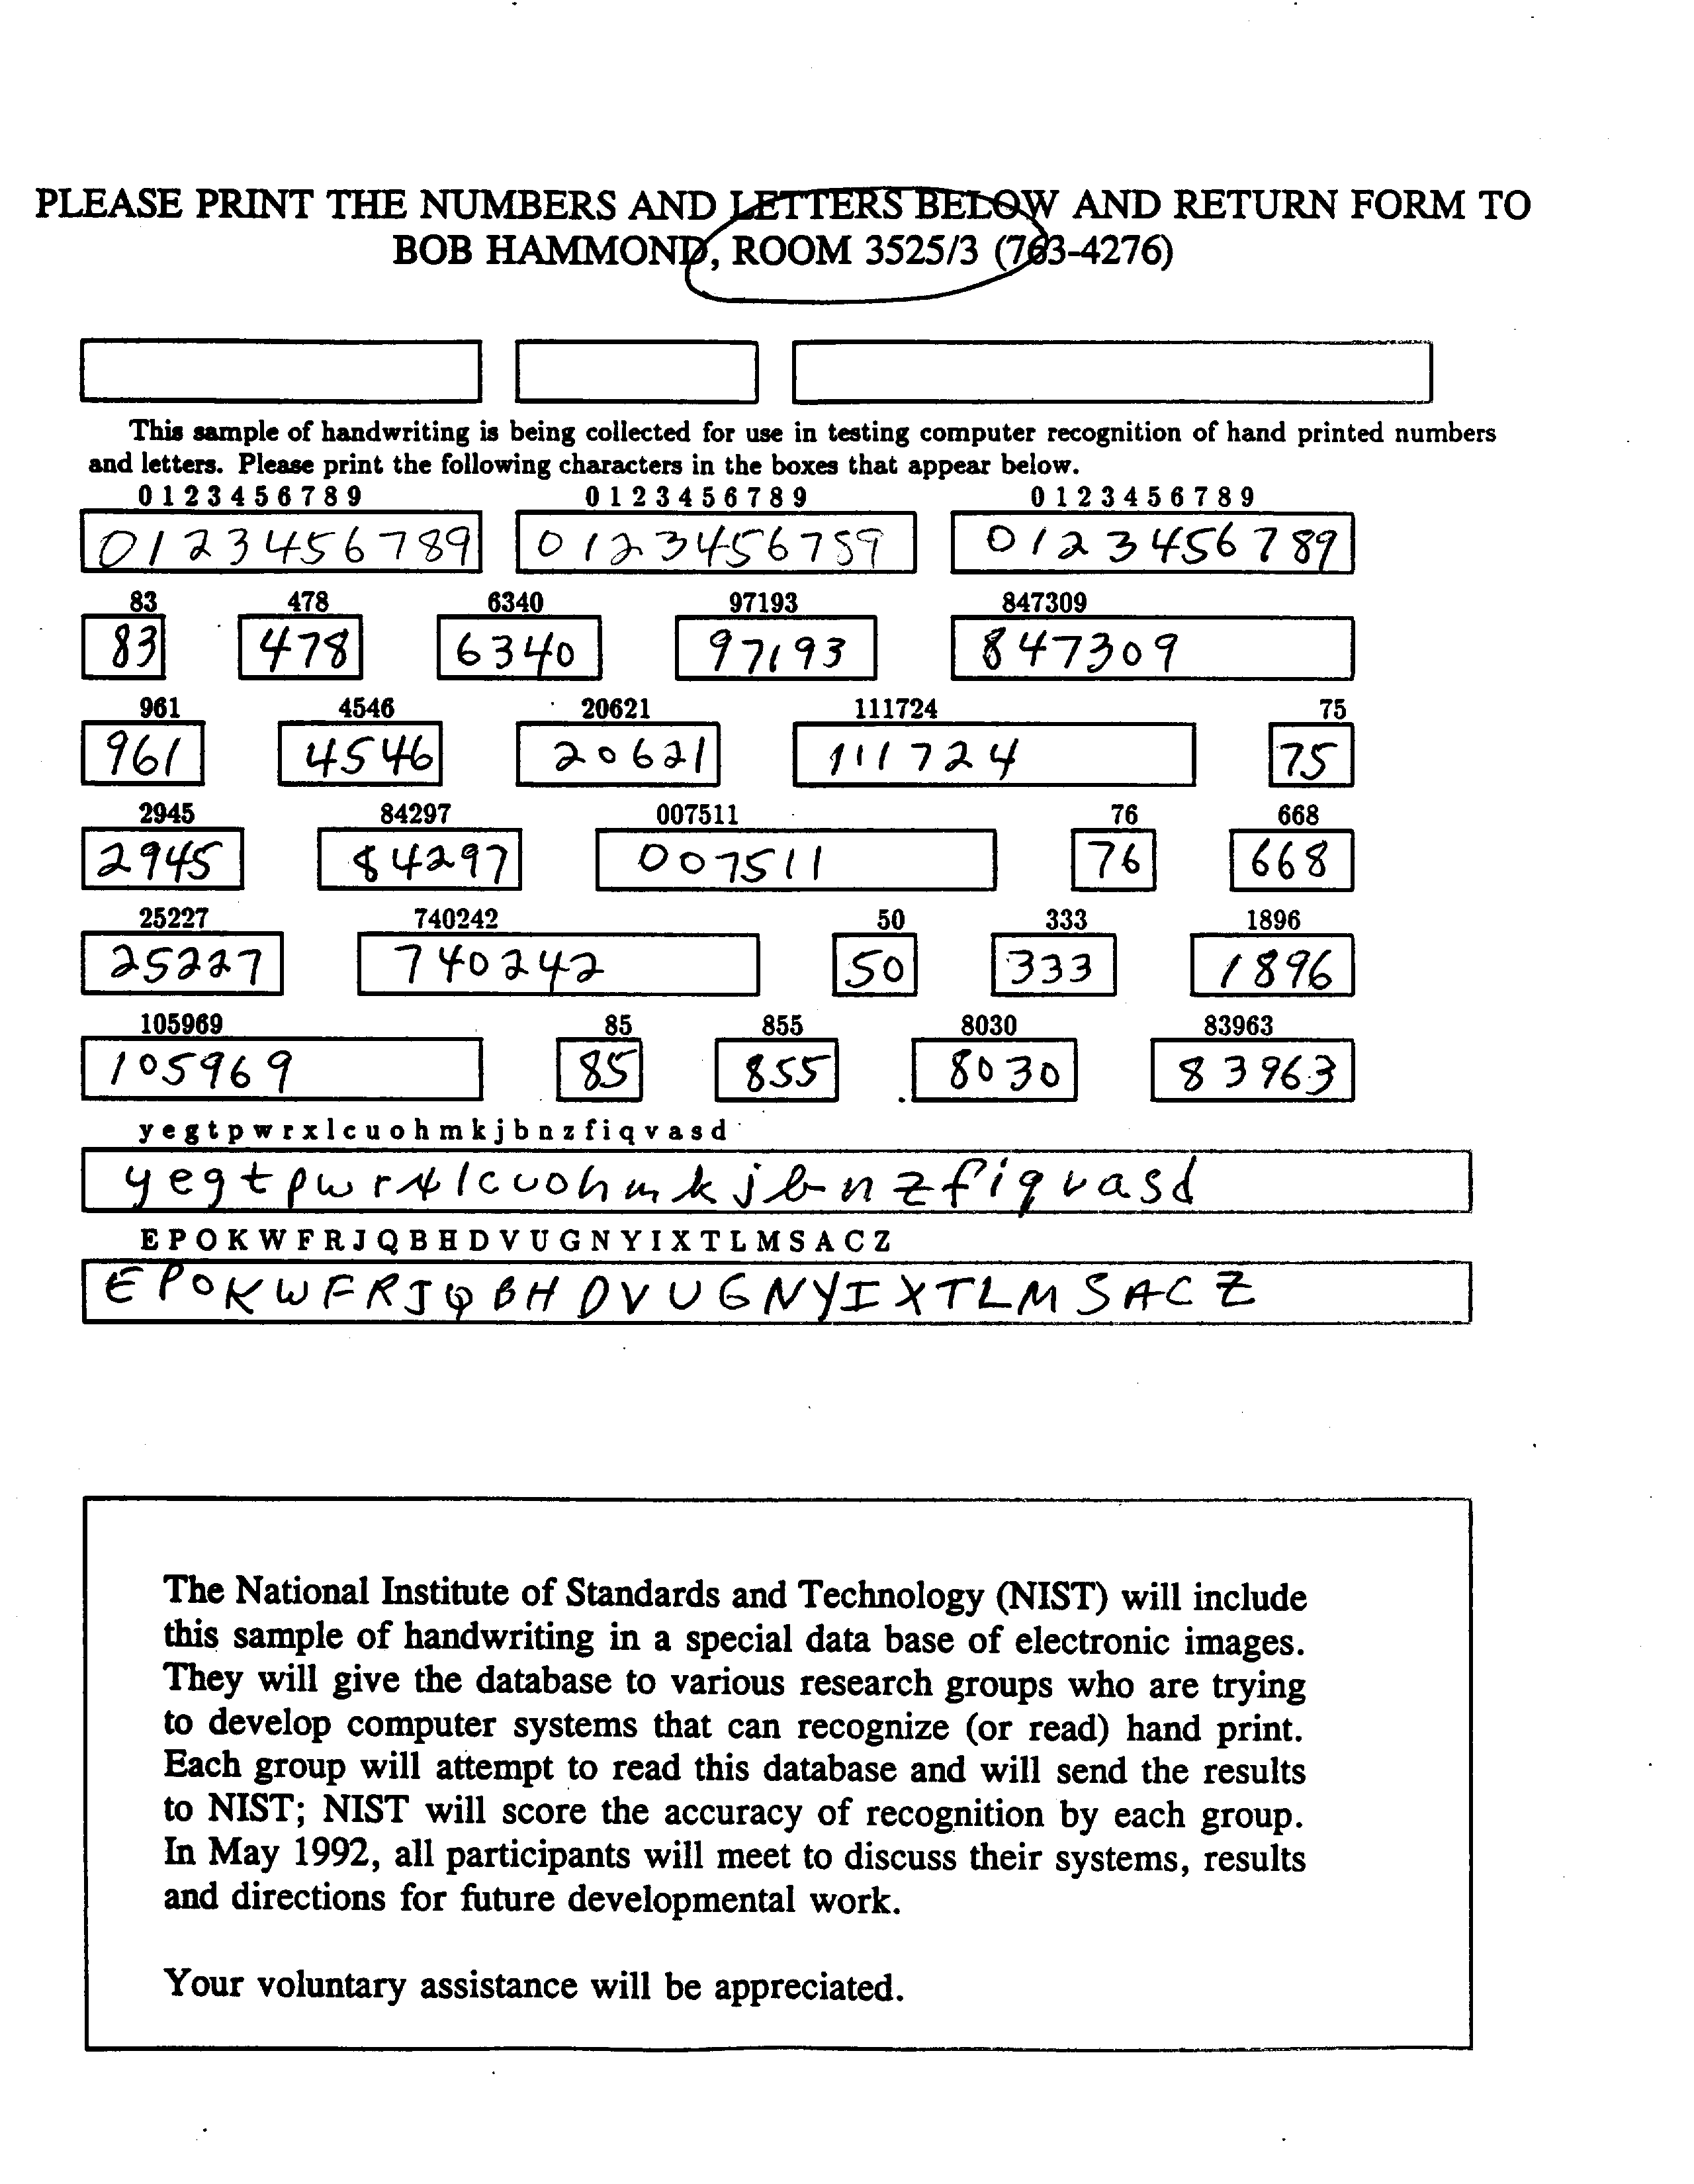 PLEASE PRINT THE NUMBERS AND LETTERS BELOW AND RETURN FORM TO
BOB HAMMOND, ROOM 3525/3 (763-4276)
This sample of handwriting is being collected for use in testing computer recognition of hand printed numbers
and letters. Please print the following characters in the boxes that appear below.
0 1 2 3 4 5 6 7 8 9 0 1 2 3 4 5 6 7 8 9 0 1 2 3 4 5 6 7 8 9
0123456789 0123456789 0123456789
83 478 6340 97193 847309
83 478 6340 97193 847309
961 4546 20621 111724 75
961 4546 20621 111724 75
2945 84297 007511 76 668
2945 84297 007511 76 668
25227 740242 50 333 1896
25227 740242 50 333 1896
105969 85 855 8030 83963
105969 85 855 8030 83963
y e g t p w r x l c u o h m k j b n z f i q v a s d
y e g t p w r x l c u o h m k j b n z f i q v a s d
E P O K W F R J Q B H D V U G N Y I X T L M S A C Z
E P O K W F R J Q B H D V U G N Y I X T L M S A C Z
The National Institute of Standards and Technology (NIST) will include
this sample of handwriting in a special data base of electronic images.
They will give the database to various research groups who are trying
to develop computer systems that can recognize (or read) hand print.
Each group will attempt to read this database and will send the results
to NIST; NIST will score the accuracy of recognition by each group.
In May 1992, all participants will meet to discuss their systems, results
and directions for future developmental work.
Your voluntary assistance will be appreciated.